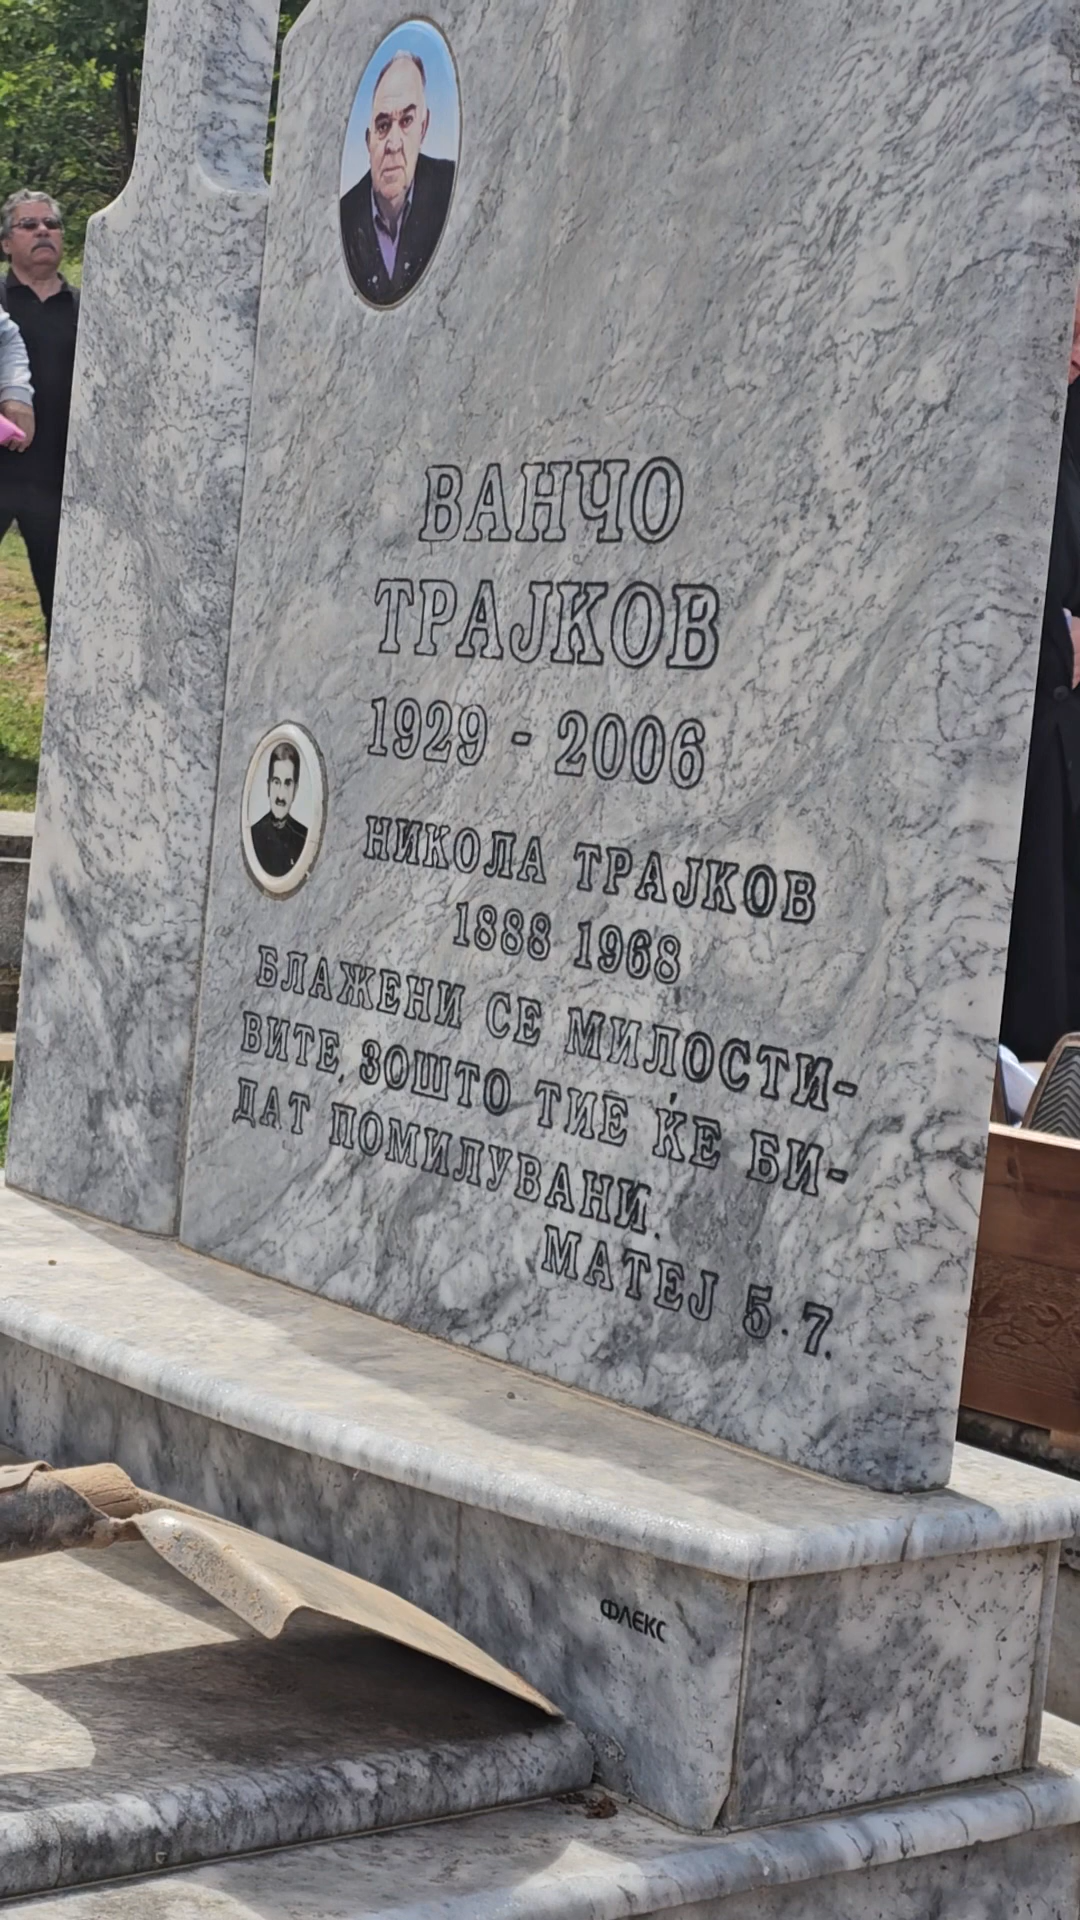 ВАНЧО
ТРАЈКОВ
1929 - 2006
НИКОЛА ТРАЈКОВ
1888 1968
БЛАЖЕНИ СЕ МИЛОСТИ-
ВИТЕ, ЗОШТО ТИЕ ЌЕ БИ-
ДАТ ПОМИЛУВАНИ.
МАТЕЈ 5.7.
ФЛЕКС